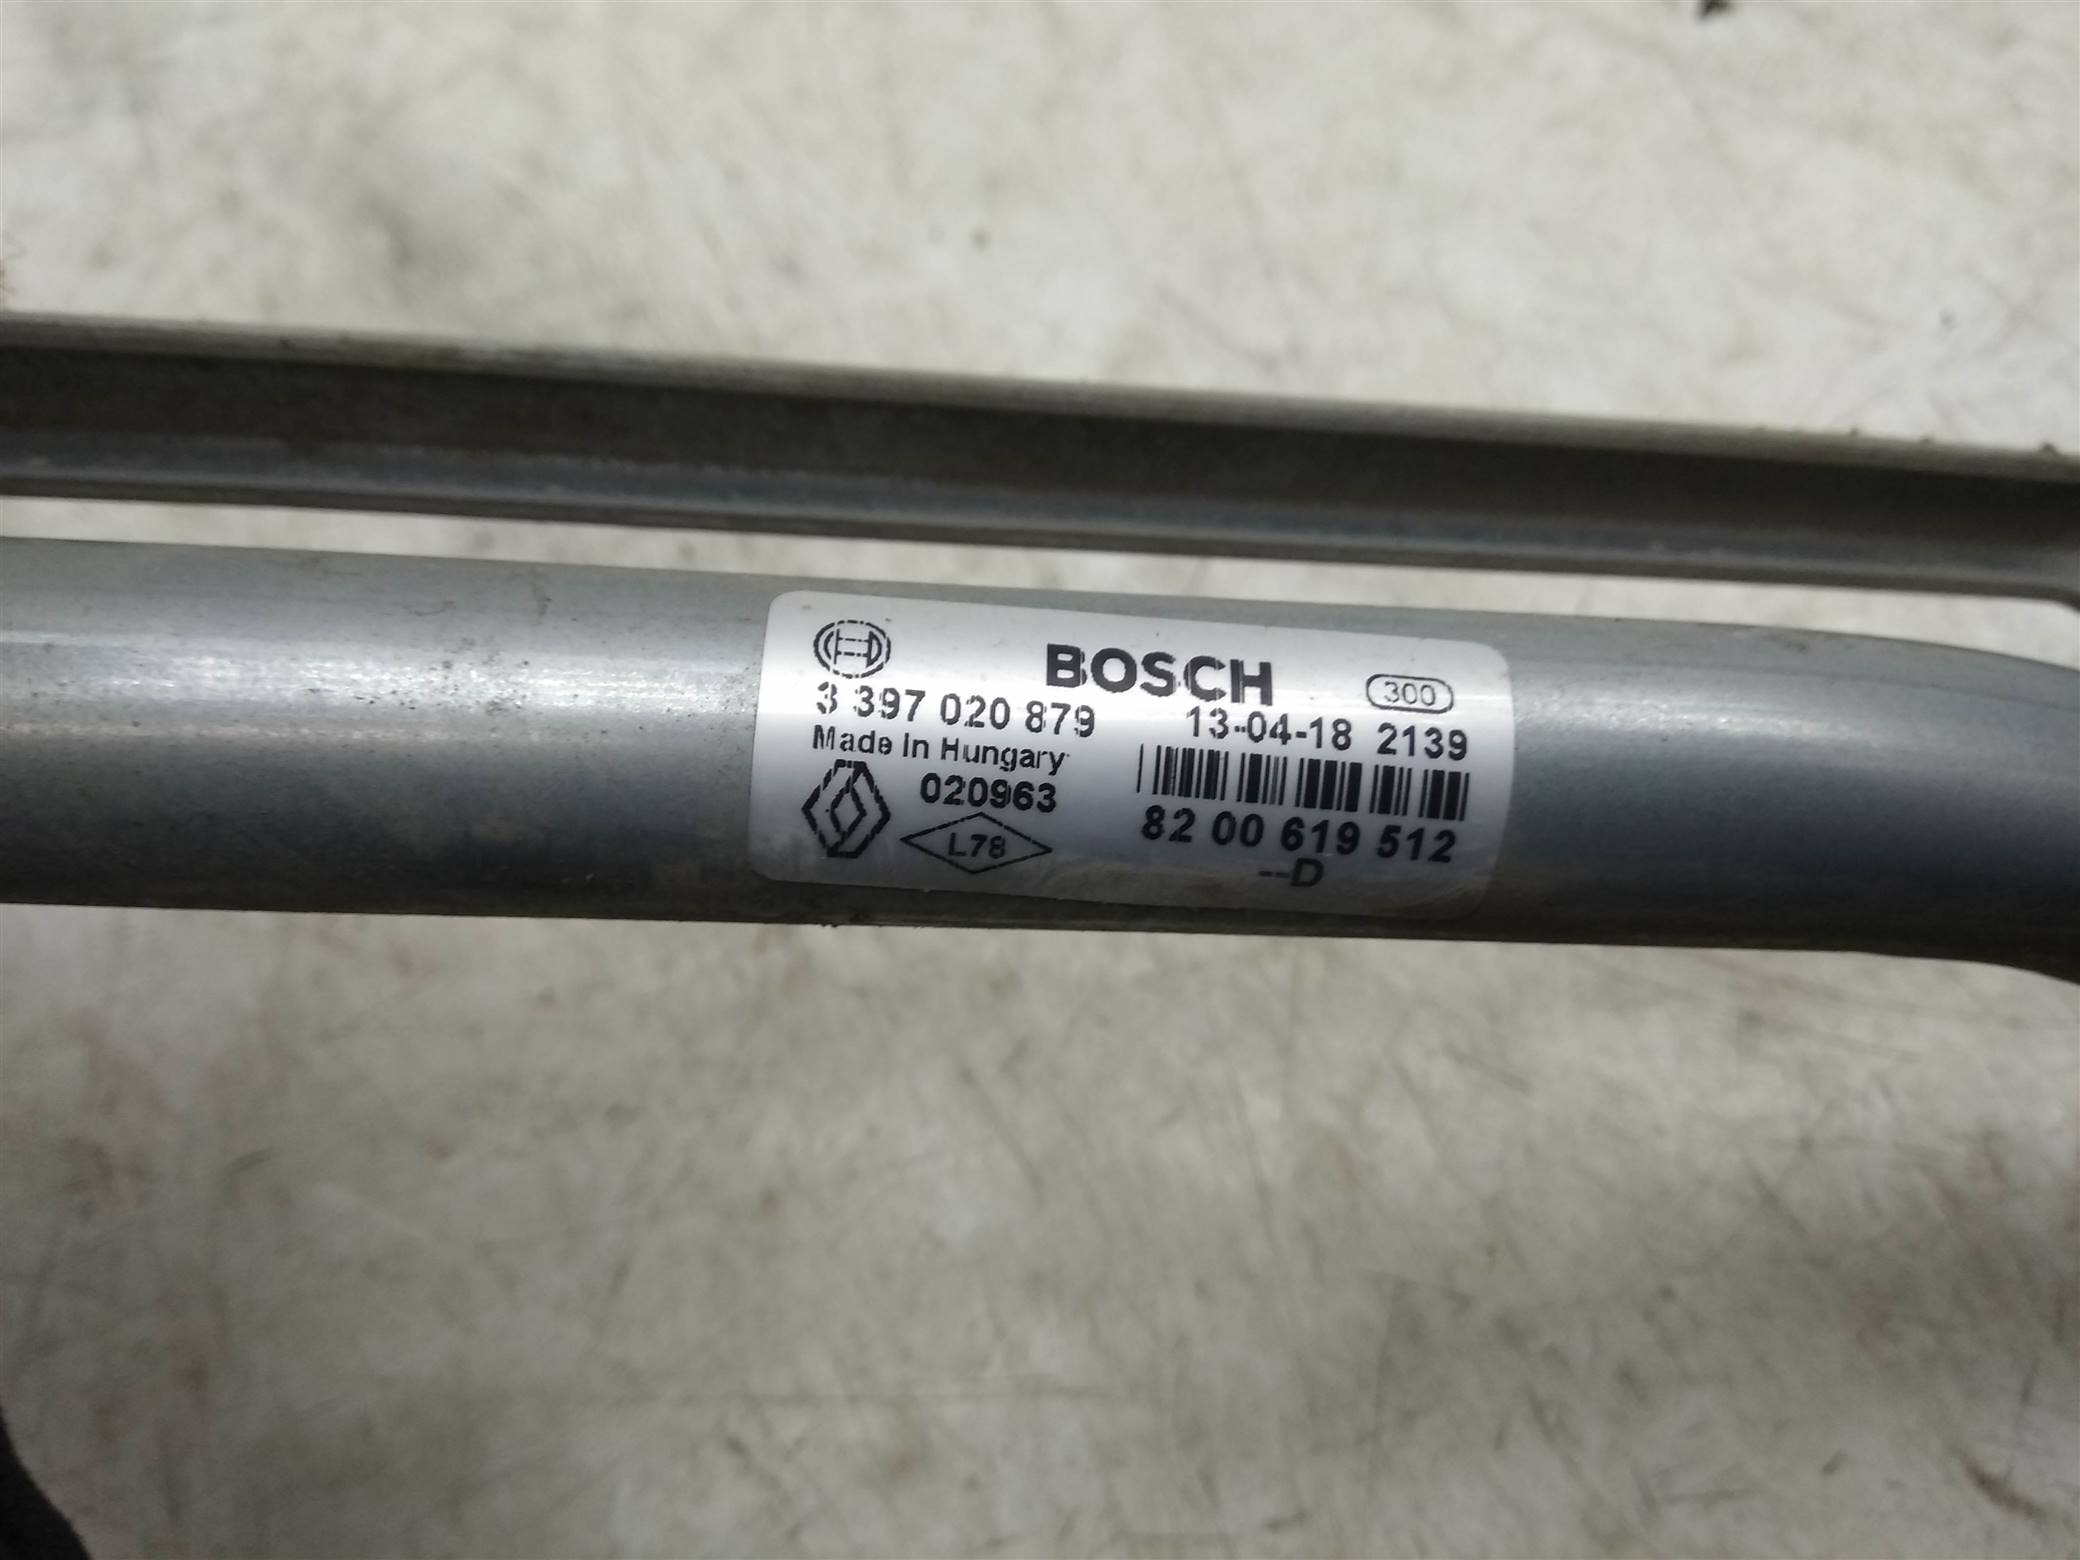 BOSCH 300
3 397 020 879 13-04-18 2139
Made in Hungary
020963
L78
82 00 619 512
--D